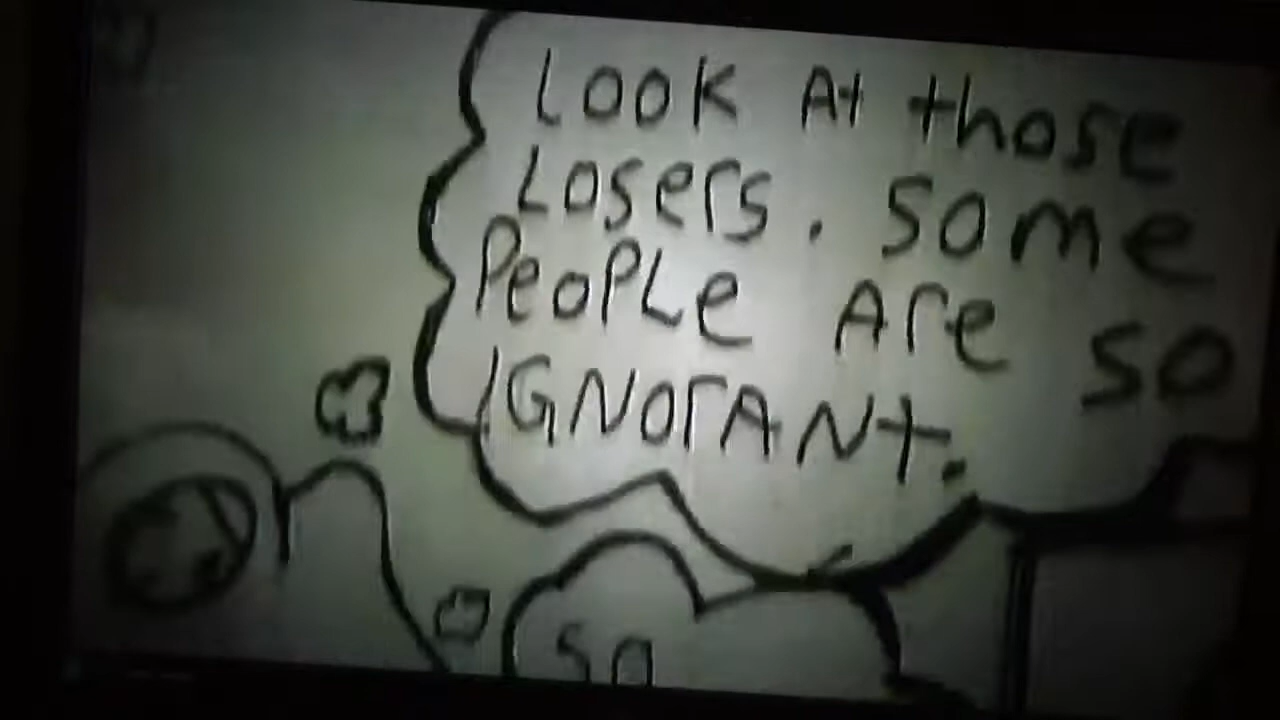 LOOK At those
LOSers. Some
PeOPLe Are SO
IGNOrANt.
SO